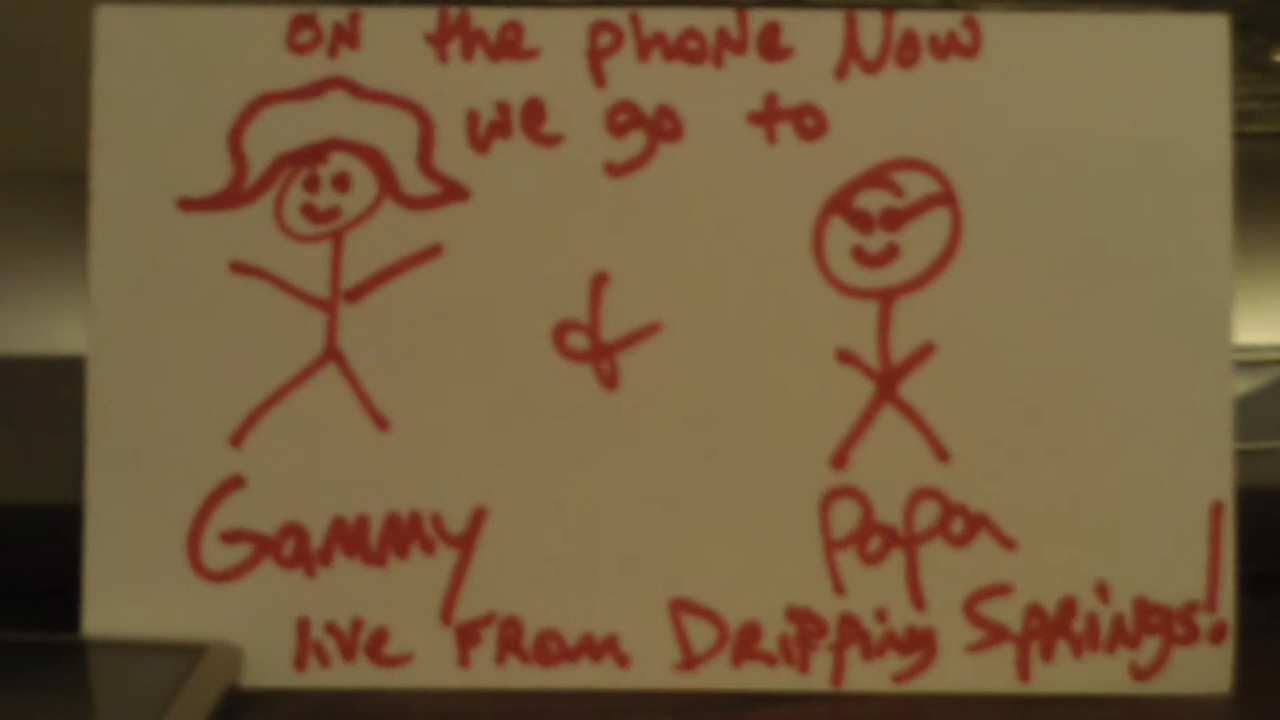 ON the phoNe Now
we go to
&
Gammy
Papa
live FRom DRipping SpRiNgs!